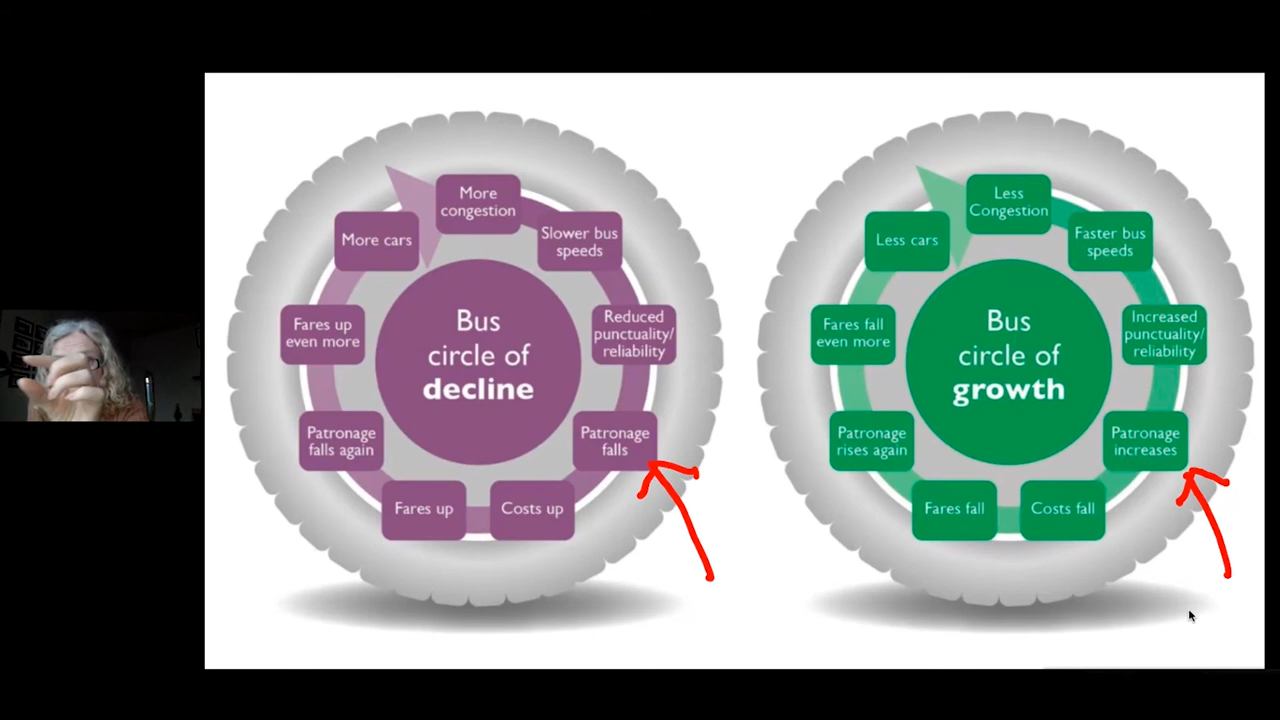 More
congestion
Slower bus
speeds
Reduced
punctuality/
reliability
Patronage
falls
Costs up
Fares up
Patronage
falls again
Fares up
even more
More cars
Bus
circle of
decline
Less
Congestion
Faster bus
speeds
Increased
punctuality/
reliability
Patronage
increases
Costs fall
Fares fall
Patronage
rises again
Fares fall
even more
Less cars
Bus
circle of
growth